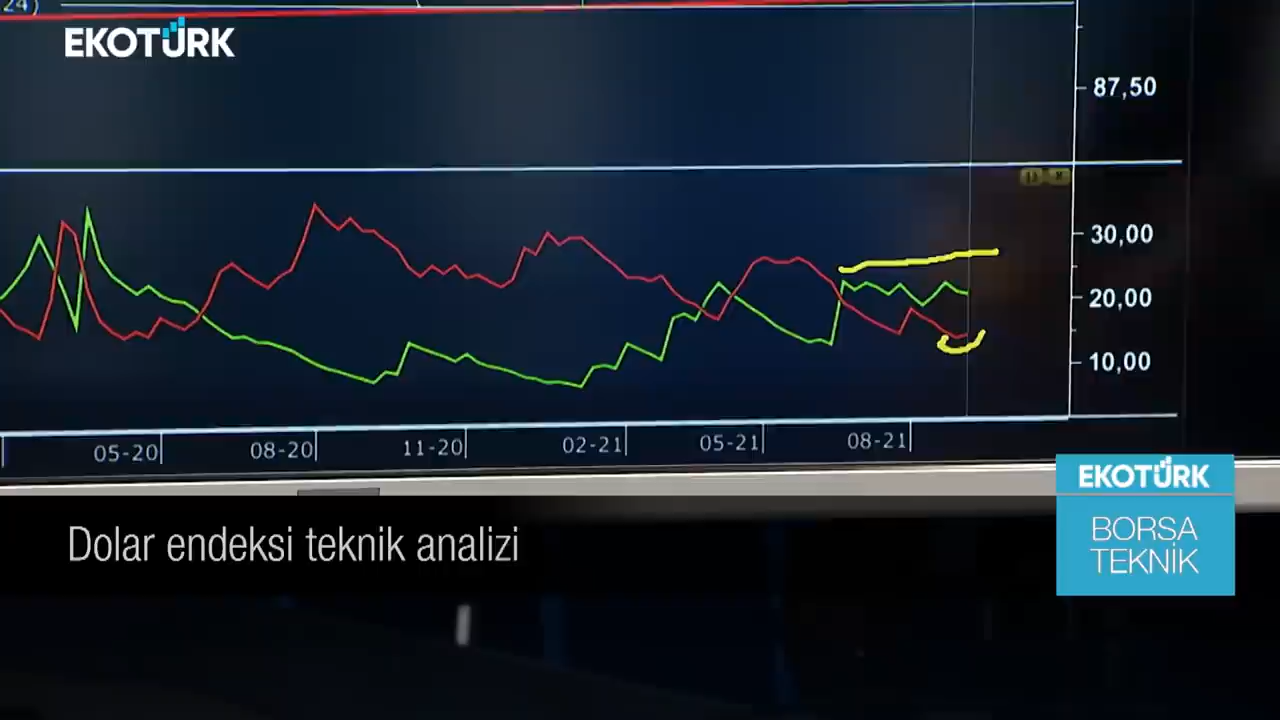 24)
EKOTÜRK
87,50
30,00
20,00
10,00
05-20
08-20
11-20
02-21
05-21
08-21
EKOTÜRK
BORSA
TEKNİK
Dolar endeksi teknik analizi